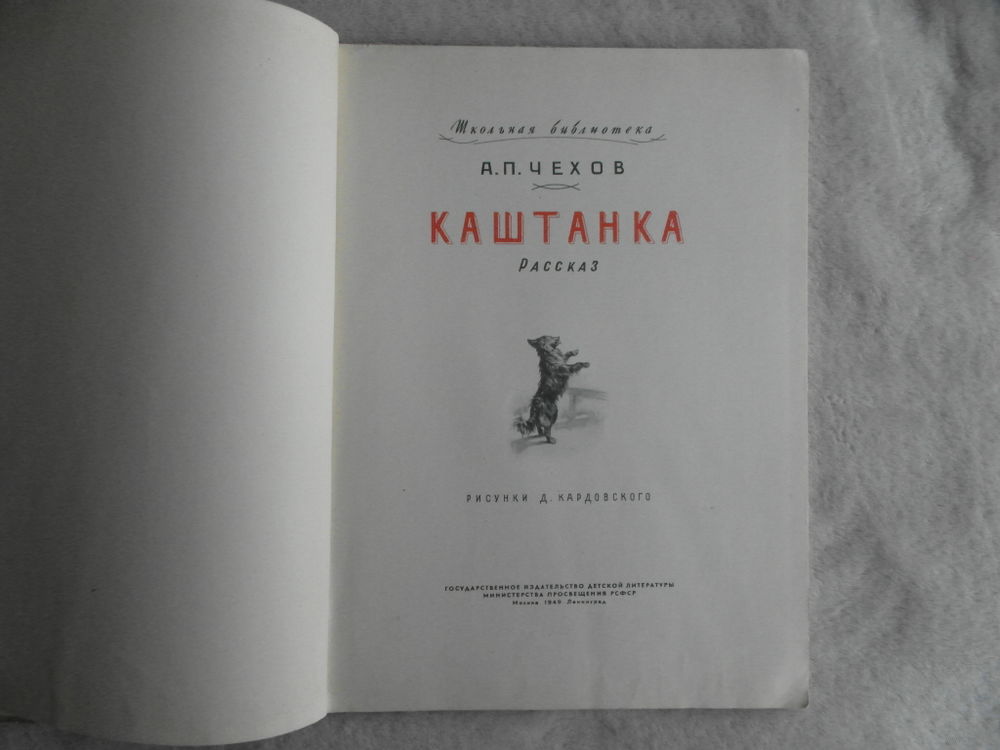 Школьная библиотека
А. П. ЧЕХОВ
КАШТАНКА
РАССКАЗ
РИСУНКИ Д. КАРДОВСКОГО
ГОСУДАРСТВЕННОЕ ИЗДАТЕЛЬСТВО ДЕТСКОЙ ЛИТЕРАТУРЫ
МИНИСТЕРСТВА ПРОСВЕЩЕНИЯ РСФСР
Москва 1949 Ленинград